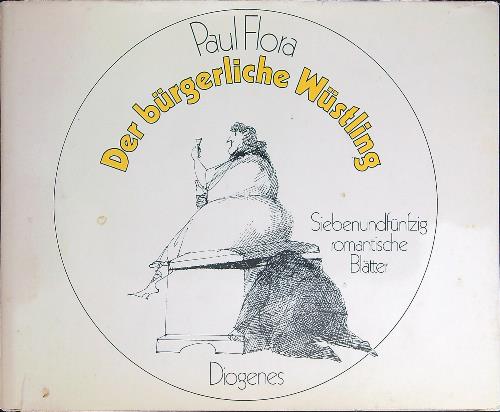 Paul Flora
Der bürgerliche Wüstling
Siebenundfünfzig
romantische
Blätter
Diogenes